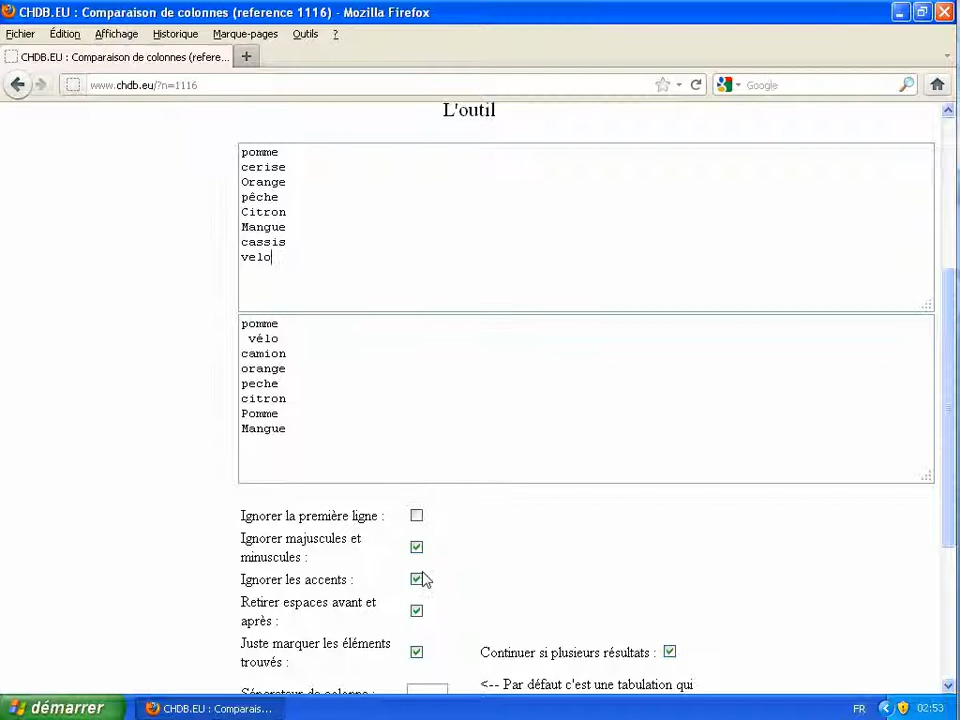 CHDB.EU : Comparaison de colonnes (reference 1116) - Mozilla Firefox
Fichier Édition Affichage Historique Marque-pages Outils ?
CHDB.EU : Comparaison de colonnes (refere... +
www.chdb.eu/?n=1116 Google
L'outil
pomme
cerise
Orange
pêche
Citron
Mangue
cassis
velo
pomme
vélo
camion
orange
peche
citron
Pomme
Mangue
Ignorer la première ligne :
Ignorer majuscules et
minuscules :
Ignorer les accents :
Retirer espaces avant et
après :
Juste marquer les éléments
trouvés :
Continuer si plusieurs résultats :
Séparateur de colonne :
<-- Par défaut c'est une tabulation qui
démarrer
CHDB.EU : Comparais...
FR
02:53